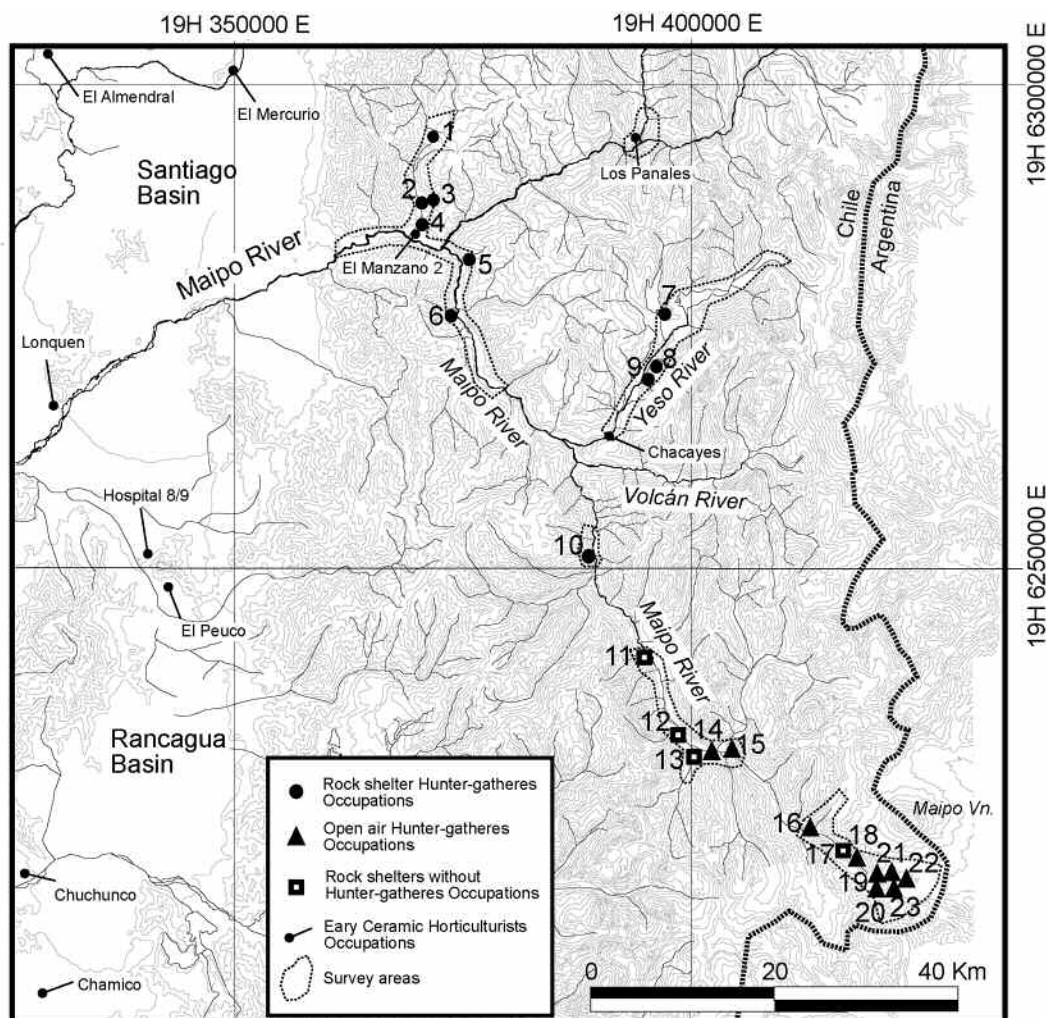 19H 350000 E
19H 400000 E
19H 6300000 E
19H 6250000 E
El Almendral
El Mercurio
Santiago
Basin
1
2
3
4
El Manzano 2
5
6
Los Panales
Chile
Argentina
Maipo River
Lonquen
7
8
9
Yeso River
Maipo River
Chacayes
Volcán River
Hospital 8/9
El Peuco
10
11
Maipo River
12
13
14
15
Rancagua
Basin
16
17
18
19
20
21
22
23
Maipo Vn.
Chuchunco
Chamico
Rock shelter Hunter-gatheres
Occupations
Open air Hunter-gatheres
Occupations
Rock shelters without
Hunter-gatheres Occupations
Eary Ceramic Horticulturists
Occupations
Survey areas
0
20
40 Km